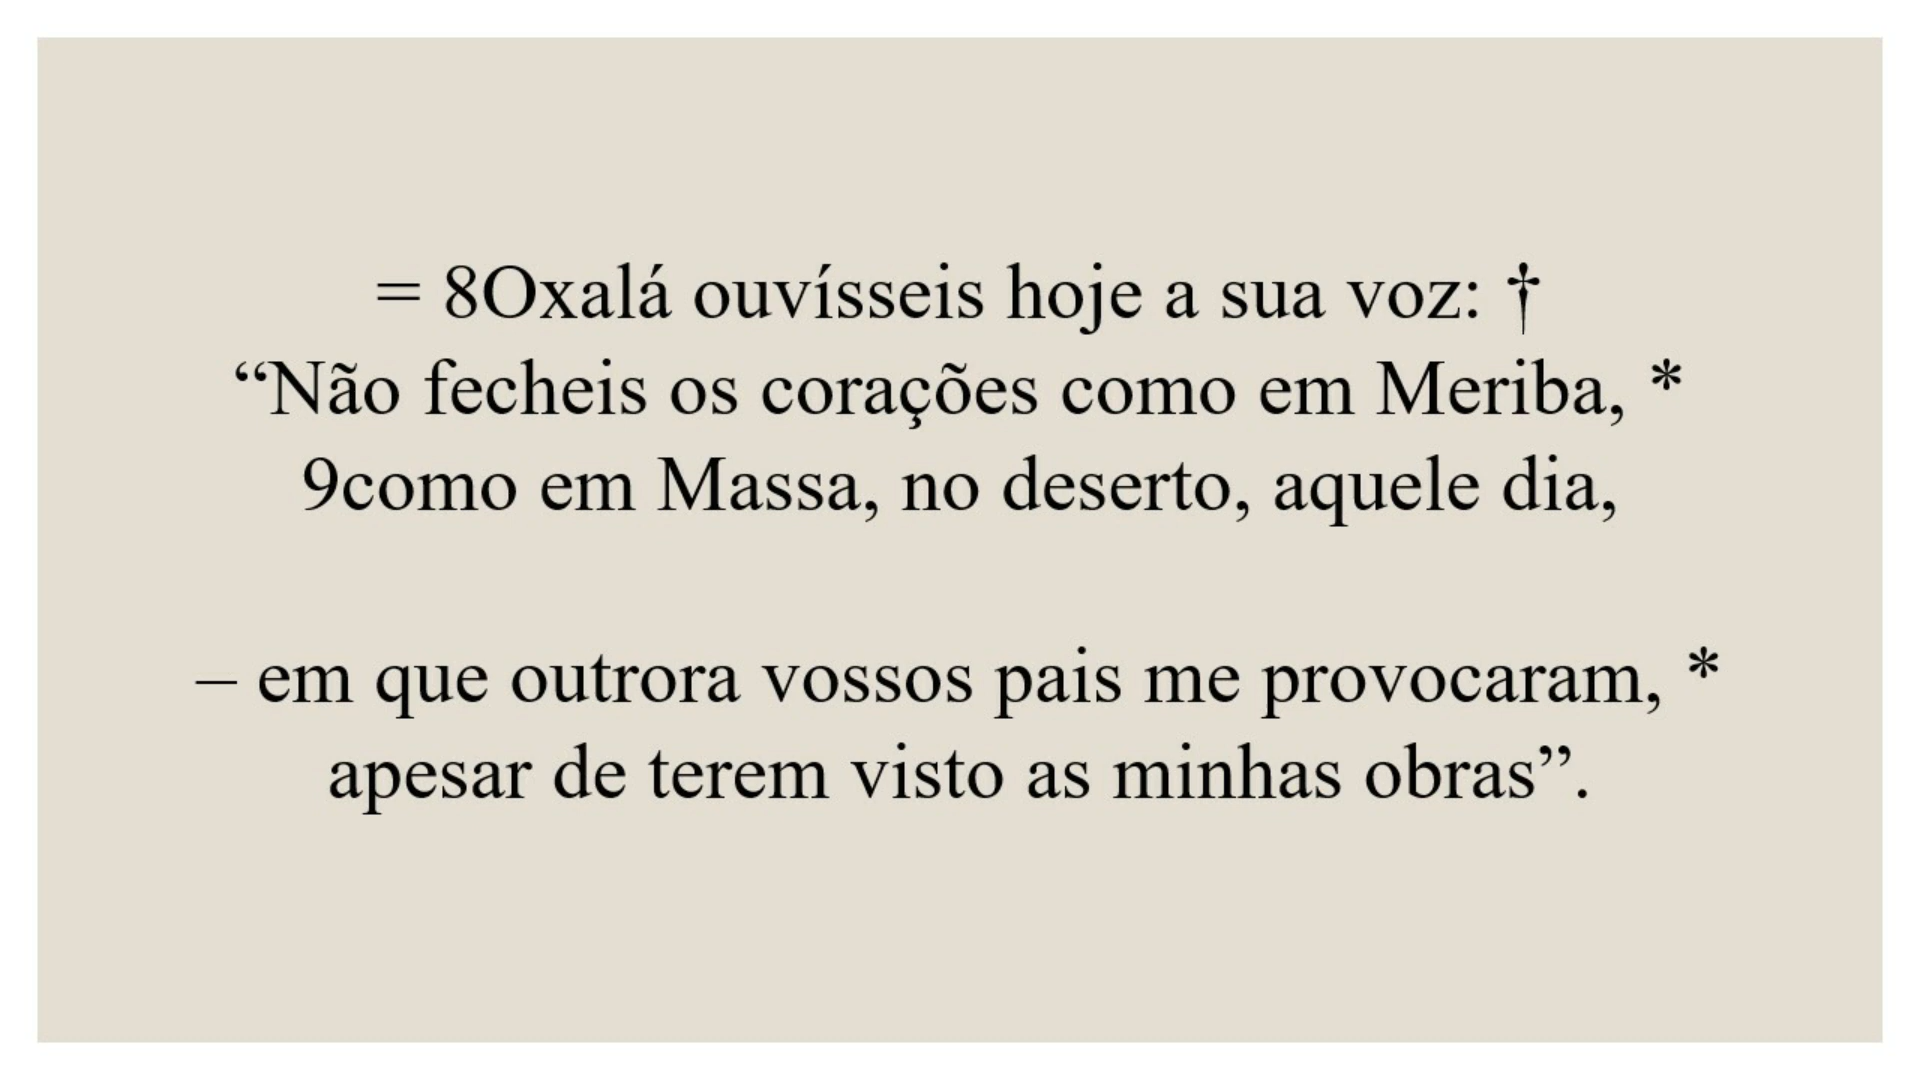 = 8Oxalá ouvísseis hoje a sua voz: †
“Não fecheis os corações como em Meriba, *
9como em Massa, no deserto, aquele dia,
– em que outrora vossos pais me provocaram, *
apesar de terem visto as minhas obras”.